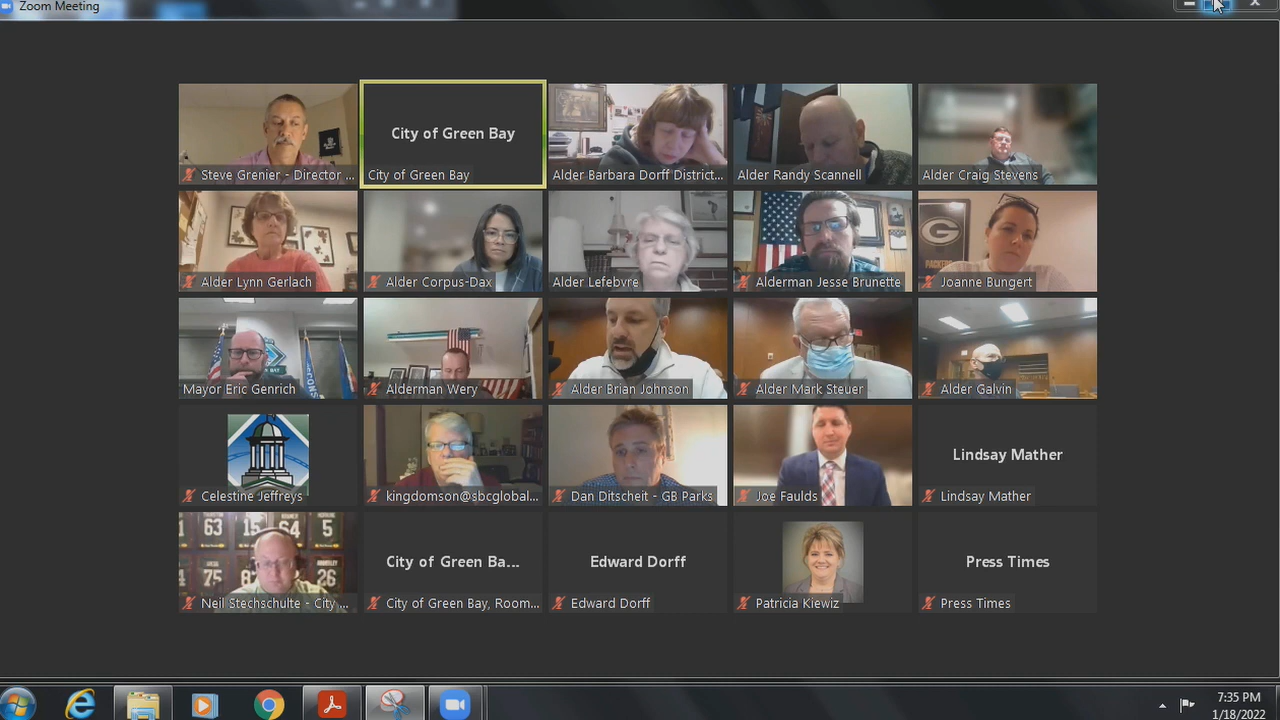 Zoom Meeting
Steve Grenier - Director ...
City of Green Bay
City of Green Bay
Alder Barbara Dorff District...
Alder Randy Scannell
Alder Craig Stevens
Alder Lynn Gerlach
Alder Corpus-Dax
Alder Lefebvre
Alderman Jesse Brunette
G
PACKERS
Joanne Bungert
Mayor Eric Genrich
Alderman Wery
Alder Brian Johnson
Alder Mark Steuer
Alder Galvin
Celestine Jeffreys
kingdomson@sbcglobal...
Dan Ditscheit - GB Parks
Joe Faulds
Lindsay Mather
Lindsay Mather
63 15 64 5
75 26
Neil Stechschulte - City ...
City of Green Ba...
City of Green Bay, Room...
Edward Dorff
Edward Dorff
Patricia Kiewiz
Press Times
Press Times
7:35 PM
1/18/2022